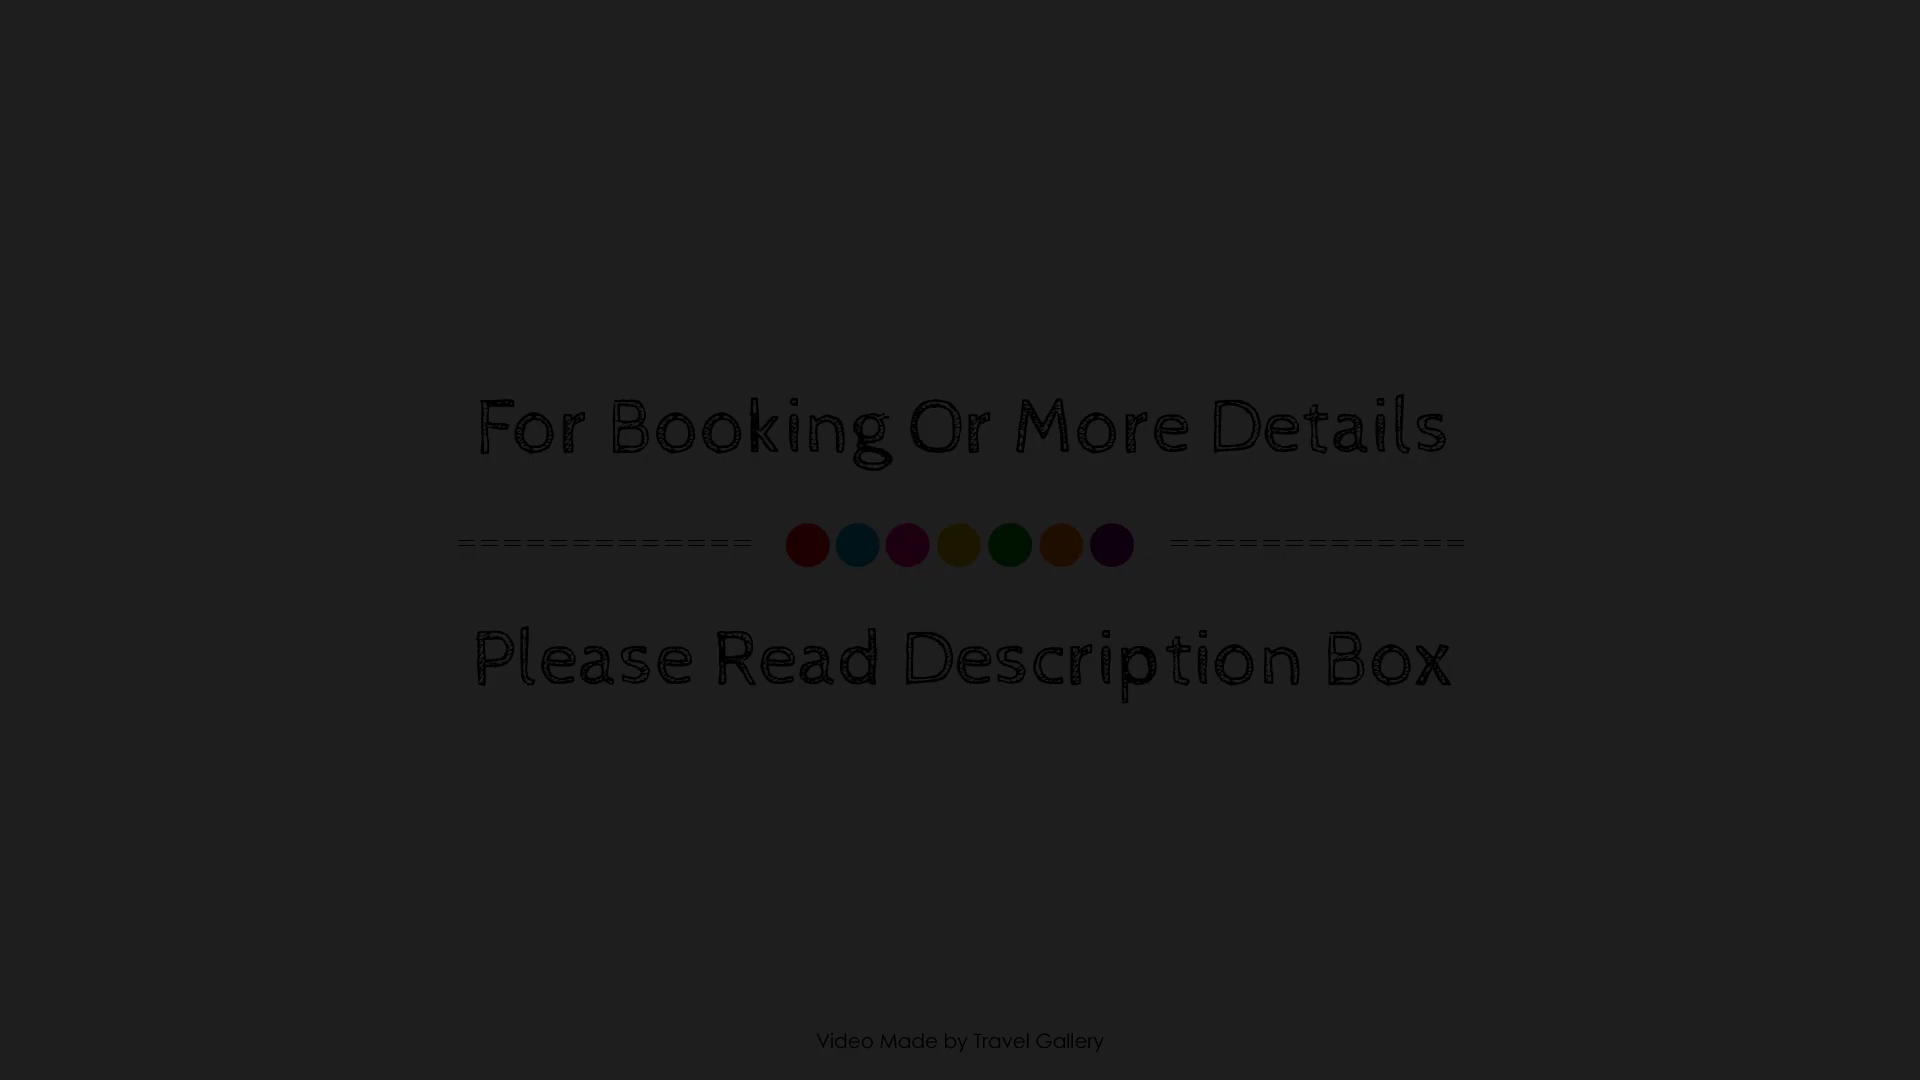 For Booking Or More Details
============= =============
Please Read Description Box
Video Made by Travel Gallery